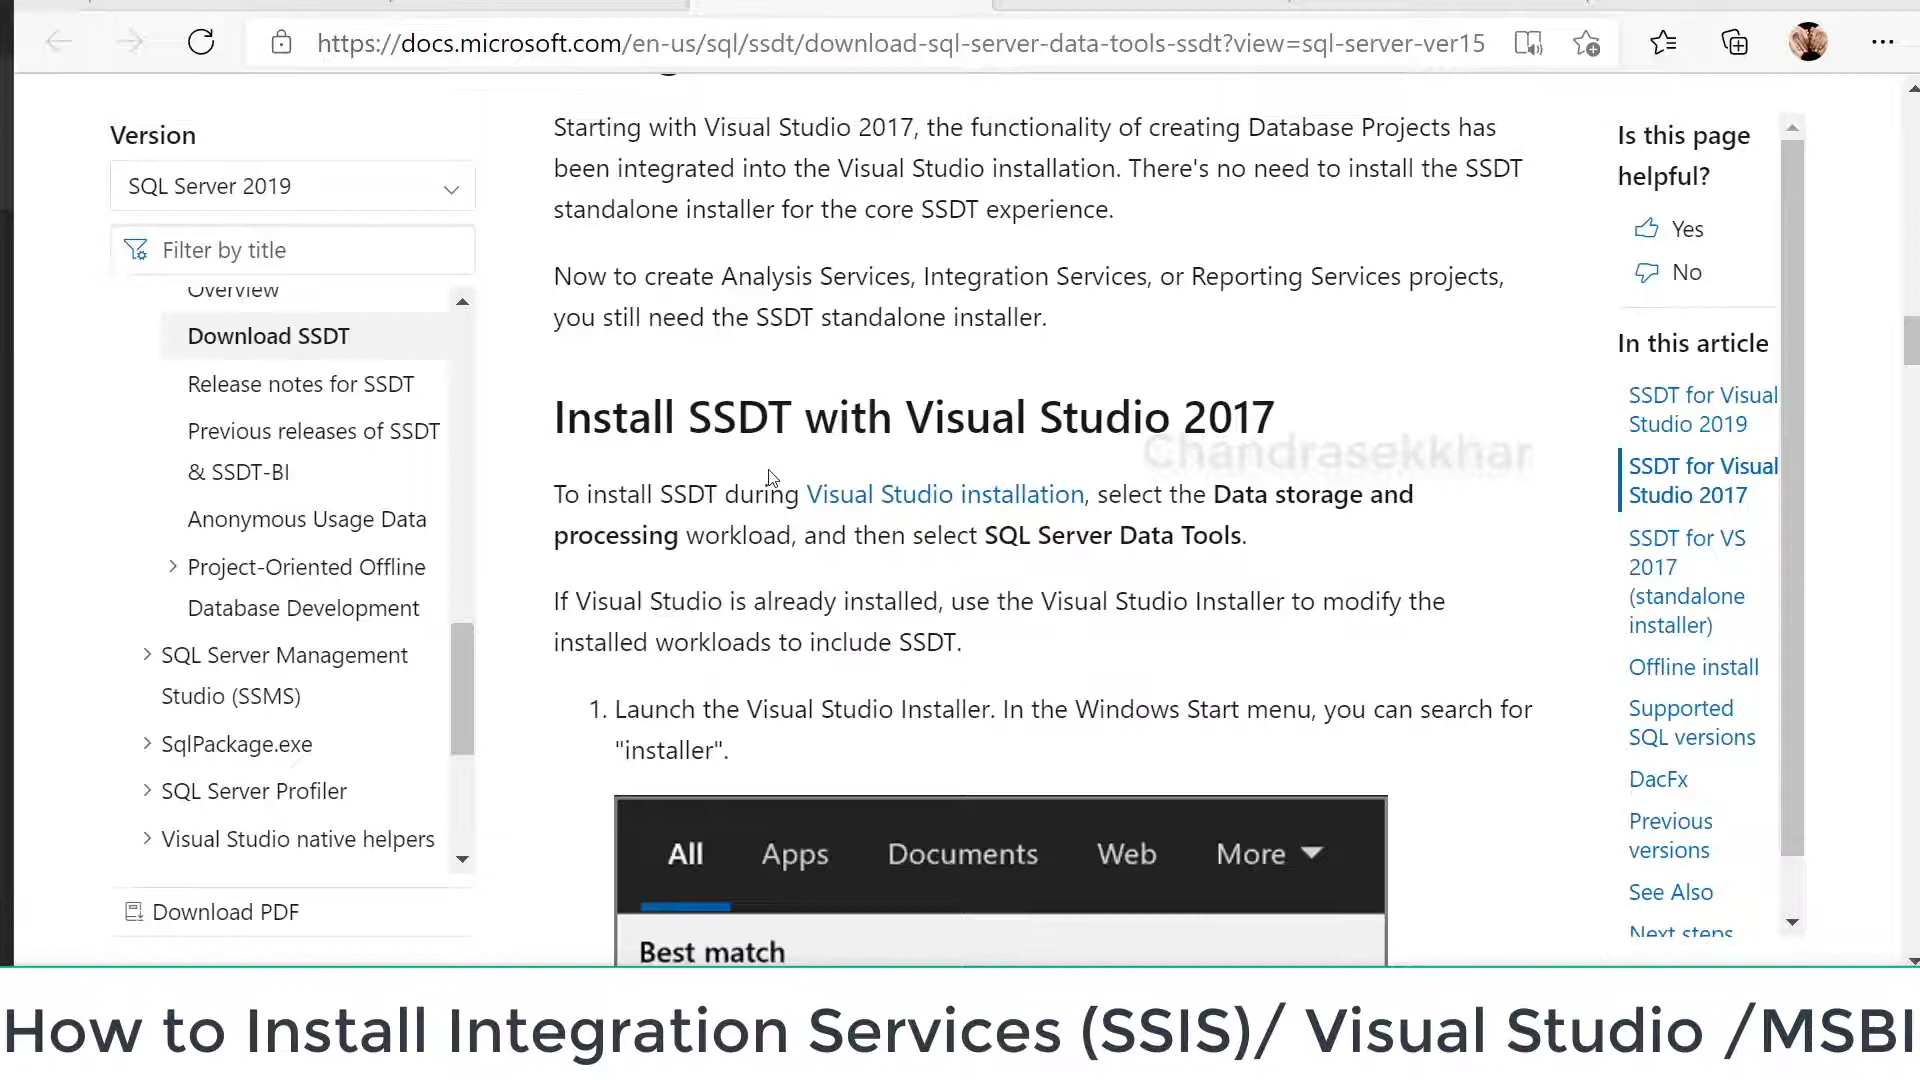 https://docs.microsoft.com/en-us/sql/ssdt/download-sql-server-data-tools-ssdt?view=sql-server-ver15
Version
SQL Server 2019
Filter by title
Overview
Download SSDT
Release notes for SSDT
Previous releases of SSDT
& SSDT-BI
Anonymous Usage Data
Project-Oriented Offline
Database Development
SQL Server Management
Studio (SSMS)
SqlPackage.exe
SQL Server Profiler
Visual Studio native helpers
Download PDF
Starting with Visual Studio 2017, the functionality of creating Database Projects has
been integrated into the Visual Studio installation. There's no need to install the SSDT
standalone installer for the core SSDT experience.
Now to create Analysis Services, Integration Services, or Reporting Services projects,
you still need the SSDT standalone installer.
Install SSDT with Visual Studio 2017
Chandrasekkhar
To install SSDT during Visual Studio installation, select the Data storage and
processing workload, and then select SQL Server Data Tools.
If Visual Studio is already installed, use the Visual Studio Installer to modify the
installed workloads to include SSDT.
1. Launch the Visual Studio Installer. In the Windows Start menu, you can search for
"installer".
All Apps Documents Web More
Best match
Is this page
helpful?
Yes
No
In this article
SSDT for Visual
Studio 2019
SSDT for Visual
Studio 2017
SSDT for VS
2017
(standalone
installer)
Offline install
Supported
SQL versions
DacFx
Previous
versions
See Also
Next steps
How to Install Integration Services (SSIS)/ Visual Studio /MSBI